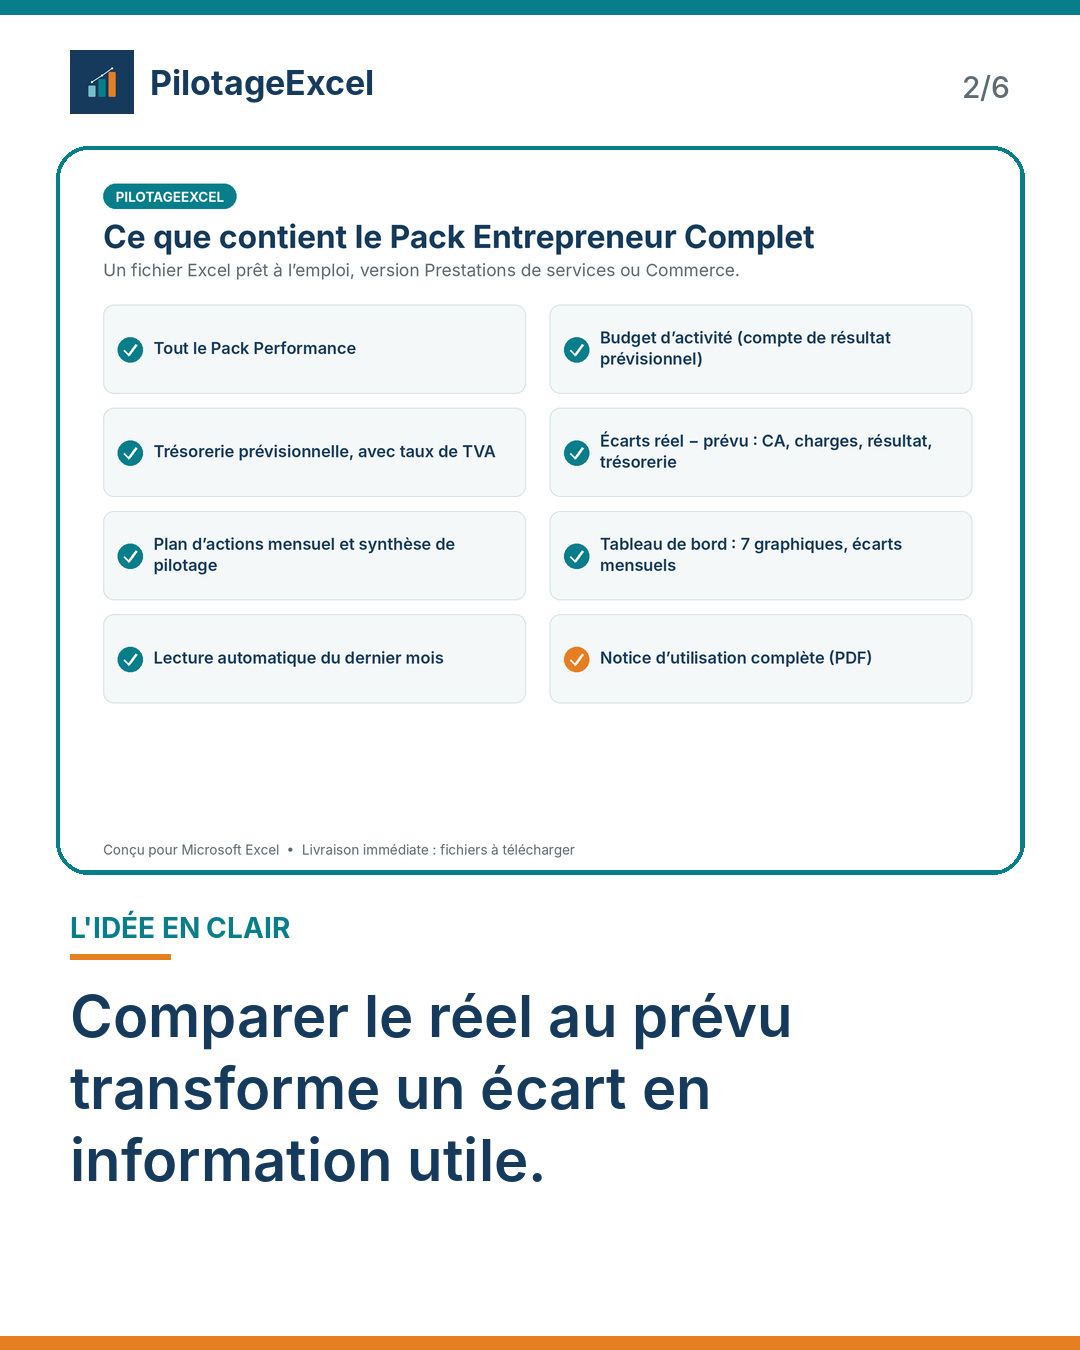 PilotageExcel
2/6
PILOTAGEEXCEL
Ce que contient le Pack Entrepreneur Complet
Un fichier Excel prêt à l’emploi, version Prestations de services ou Commerce.
Tout le Pack Performance
Budget d’activité (compte de résultat
prévisionnel)
Trésorerie prévisionnelle, avec taux de TVA
Écarts réel − prévu : CA, charges, résultat,
trésorerie
Plan d’actions mensuel et synthèse de
pilotage
Tableau de bord : 7 graphiques, écarts
mensuels
Lecture automatique du dernier mois
Notice d’utilisation complète (PDF)
Conçu pour Microsoft Excel • Livraison immédiate : fichiers à télécharger
L'IDÉE EN CLAIR
Comparer le réel au prévu
transforme un écart en
information utile.